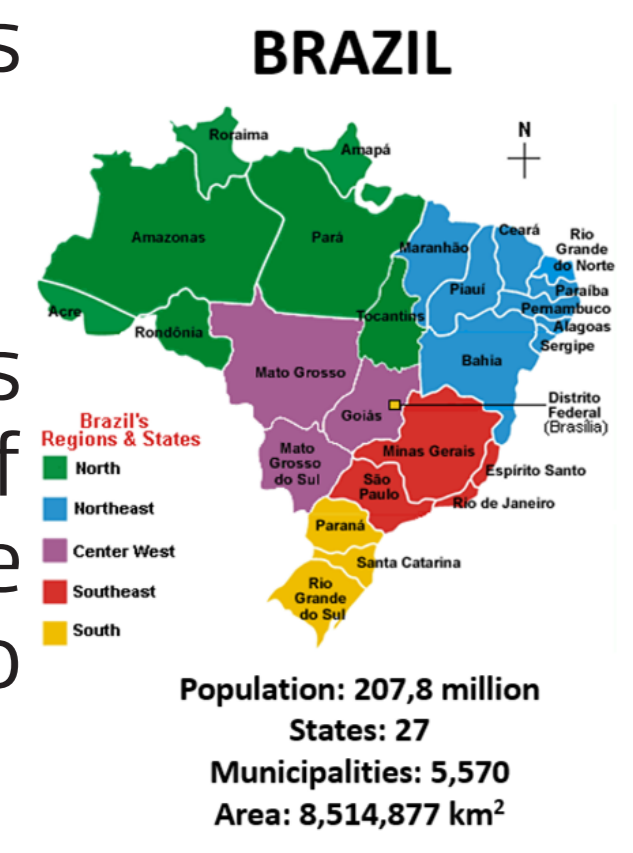 S
BRAZIL
Roraima
N
Amapá
Amazonas
Pará
Maranhão
Ceará
Rio
Grande
do Norte
Piauí
Paraíba
Pernambuco
Alagoas
Sergipe
Acre
Rondônia
Tocantins
Bahia
s
Mato Grosso
Goiás
Distrito
Federal
(Brasília)
Brazil's
Regions & States
f
North
Northeast
Center West
Southeast
South
e
o
Mato
Grosso
do Sul
Minas Gerais
Espírito Santo
São
Paulo
Rio de Janeiro
Paraná
Santa Catarina
Rio
Grande
do Sul
Population: 207,8 million
States: 27
Municipalities: 5,570
Area: 8,514,877 km²